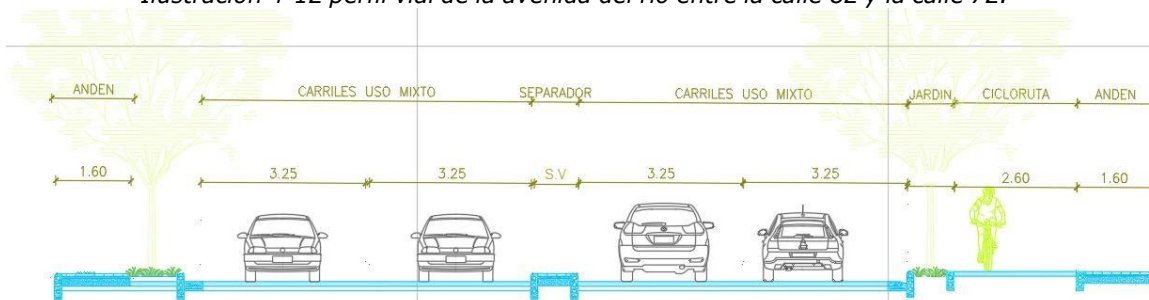 Ilustración 4-12 perfil vial de la avenida del río entre la calle 82 y la calle 92.
ANDEN CARRILES USO MIXTO SEPARADOR CARRILES USO MIXTO JARDIN CICLORUTA ANDEN
1.60 3.25 3.25 S.V 3.25 3.25 2.60 1.60